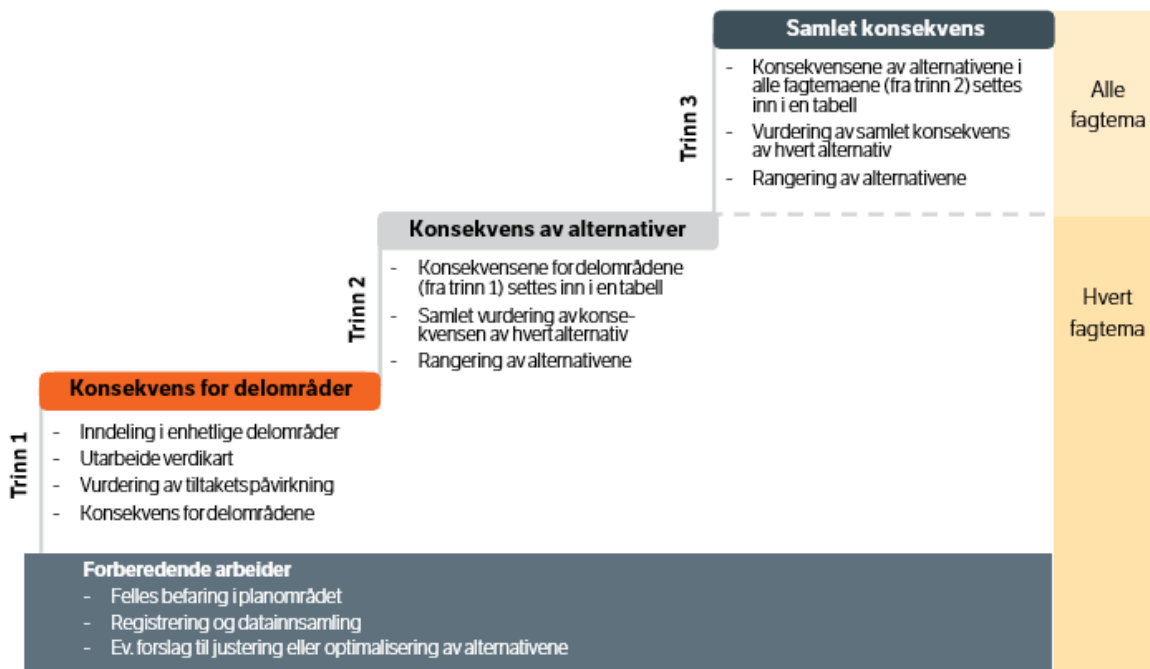 Samlet konsekvens
- Konsekvensene av alternativene i
alle fagtemaene (fra trinn 2) settes
inn i en tabell
- Vurdering av samlet konsekvens
av hvert alternativ
- Rangering av alternativene
Trinn 3
Alle
fagtema
Konsekvens av alternativer
- Konsekvensene for delområdene
(fra trinn 1) settes inn i en tabell
- Samlet vurdering av konse-
kvensen av hvert alternativ
- Rangering av alternativene
Trinn 2
Hvert
fagtema
Konsekvens for delområder
- Inndeling i enhetlige delområder
- Utarbeide verdikart
- Vurdering av tiltakets påvirkning
- Konsekvens for delområdene
Trinn 1
Forberedende arbeider
- Felles befaring i planområdet
- Registrering og datainnsamling
- Ev. forslag til justering eller optimalisering av alternativene